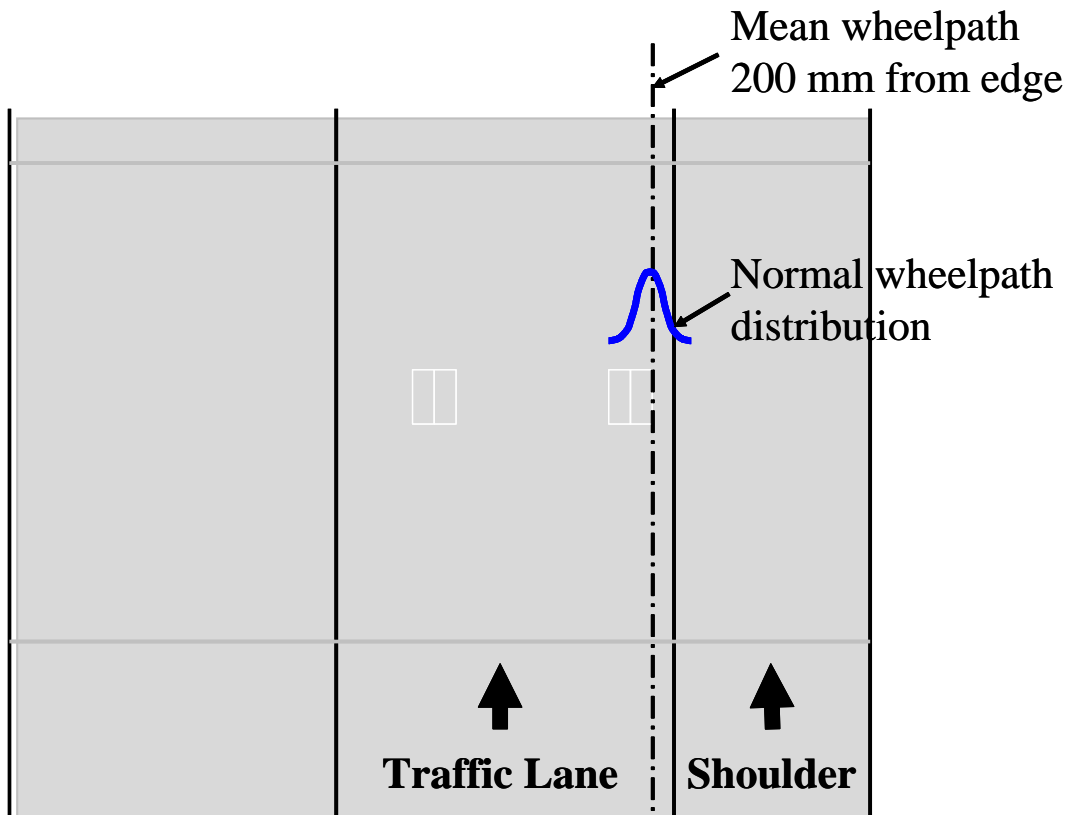 Mean wheelpath
200 mm from edge
Normal wheelpath
distribution
Traffic Lane
Shoulder